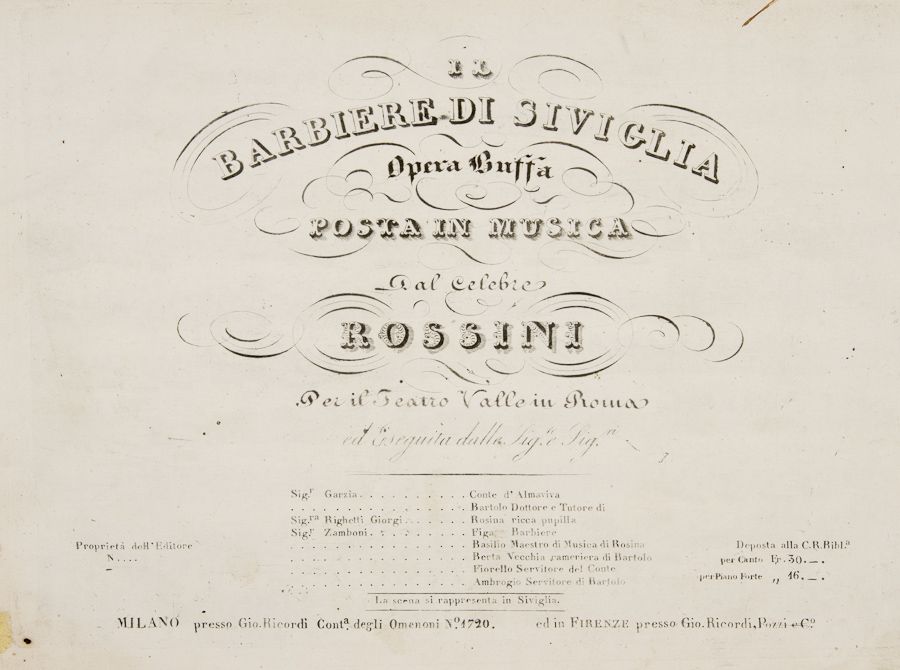 IL
BARBIERE DI SIVIGLIA
Opera Buffa
POSTA IN MUSICA
Dal Celebre
ROSSINI
Per il Teatro Valle in Roma
ed Eseguita dalla Sig.e Sig.ri
Sig.r Garzia. . . . . . . . . . Conte d' Almaviva
. . . . . . . . . . . . . . . . Bartolo Dottore e Tutore di
Sig.ra Righetti Giorgi. . . . . . . Rosina ricca pupilla
Sig.r Zamboni. . . . . . . . . Figa. Barbiere
. . . . . . . . . . . . . . . . Basilio Maestro di Musica di Rosina
. . . . . . . . . . . . . . . . Berta Vecchia cameriera di Bartolo
. . . . . . . . . . . . . . . . Fiorello Servitore del Conte
. . . . . . . . . . . . . . . . Ambrogio Servitore di Bartolo
La scena si rappresenta in Siviglia.
Proprietà dell'Editore
N. . . .
Deposta alla C.R.Bibl.a
per Canto Fr. 30. _ .
per Piano Forte „ 16. _ .
MILANO presso Gio. Ricordi Cont.a degli Omenoni N.o 1720. ed in FIRENZE presso Gio. Ricordi, Pozzi e C.o